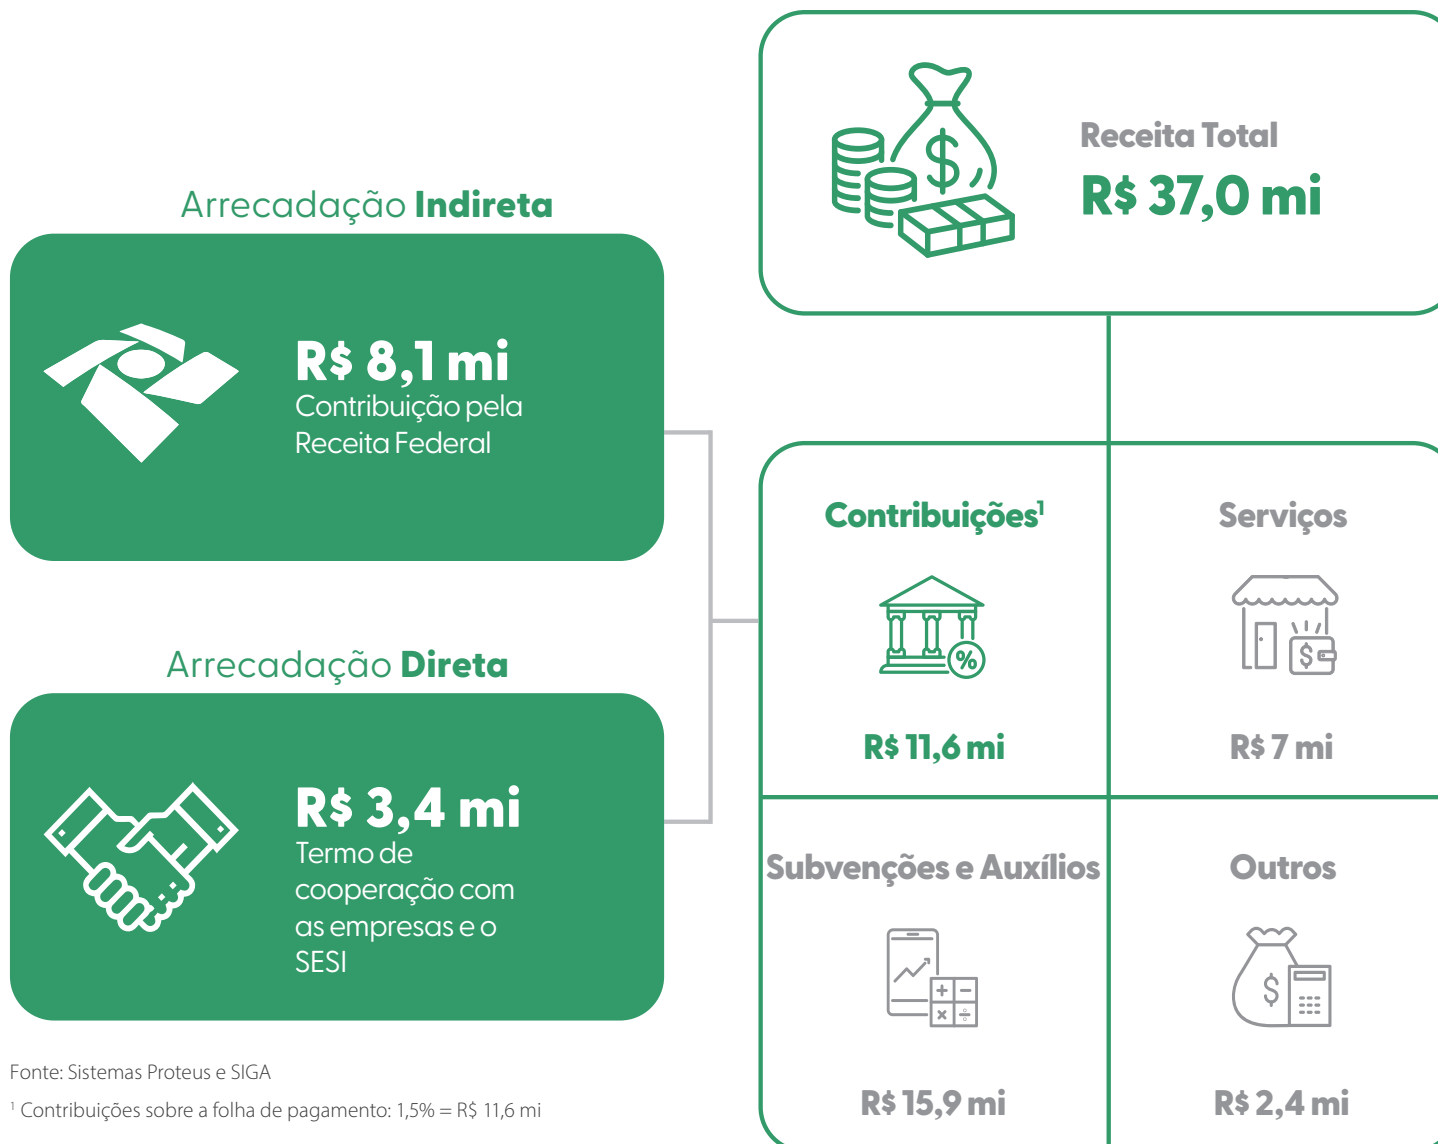 Receita Total
R$ 37,0 mi
Arrecadação Indireta
R$ 8,1 mi
Contribuição pela
Receita Federal
Arrecadação Direta
R$ 3,4 mi
Termo de
cooperação com
as empresas e o
SESI
Contribuições¹
R$ 11,6 mi
Serviços
R$ 7 mi
Subvenções e Auxílios
R$ 15,9 mi
Outros
R$ 2,4 mi
Fonte: Sistemas Proteus e SIGA
¹ Contribuições sobre a folha de pagamento: 1,5% = R$ 11,6 mi